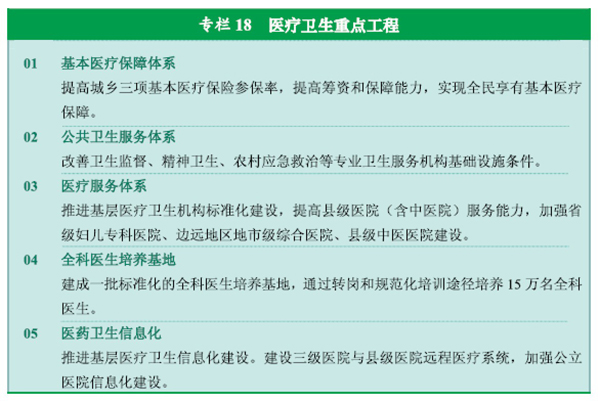 专栏 18 医疗卫生重点工程
01 基本医疗保障体系
提高城乡三项基本医疗保险参保率，提高筹资和保障能力，实现全民享有基本医疗
保障。
02 公共卫生服务体系
改善卫生监督、精神卫生、农村应急救治等专业卫生服务机构基础设施条件。
03 医疗服务体系
推进基层医疗卫生机构标准化建设，提高县级医院（含中医院）服务能力，加强省
级妇儿专科医院、边远地区地市级综合医院、县级中医医院建设。
04 全科医生培养基地
建成一批标准化的全科医生培养基地，通过转岗和规范化培训途径培养 15 万名全科
医生。
05 医药卫生信息化
推进基层医疗卫生信息化建设。建设三级医院与县级医院远程医疗系统，加强公立
医院信息化建设。